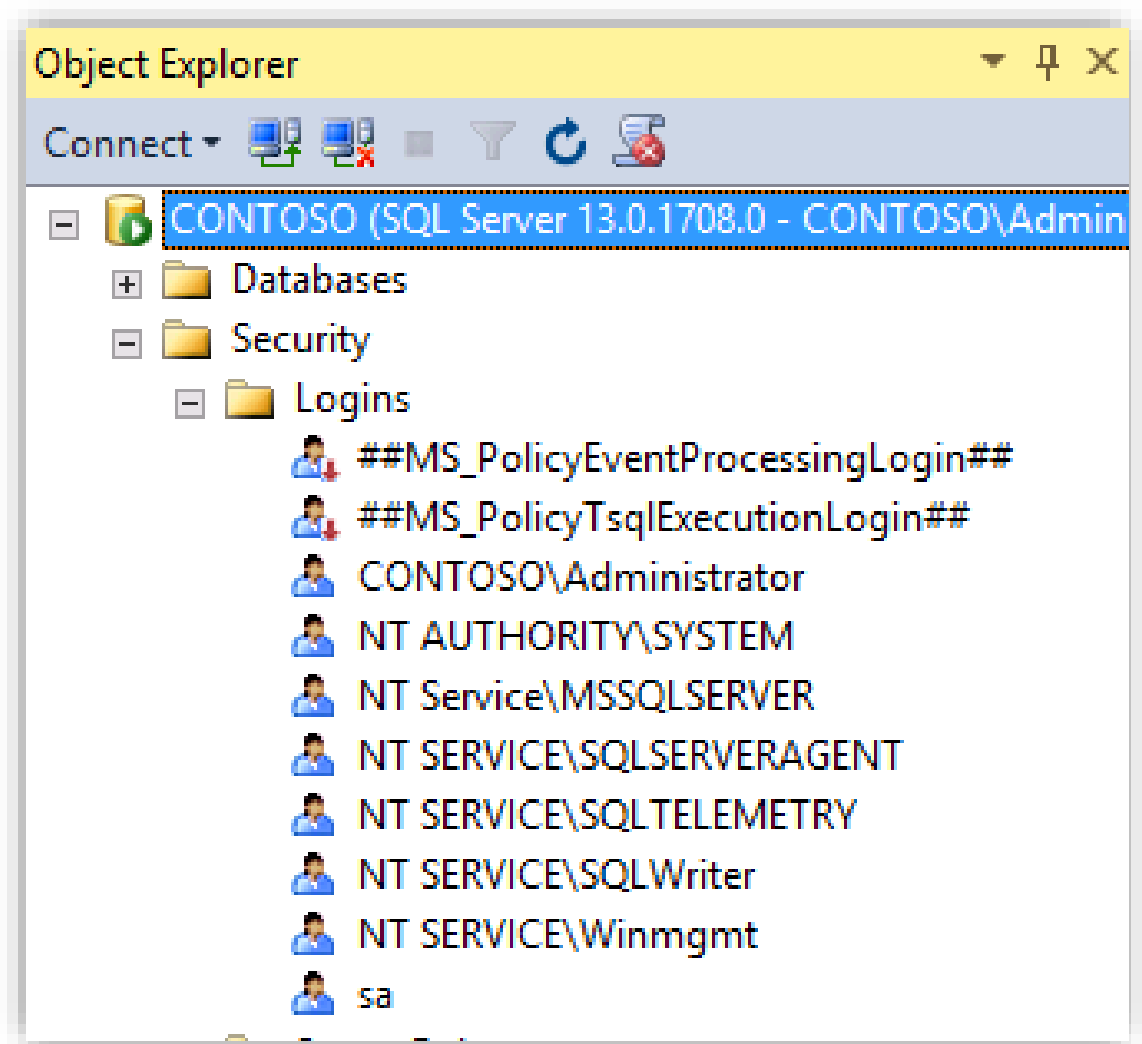 Object Explorer
Connect
CONTOSO (SQL Server 13.0.1708.0 - CONTOSO\Admin
Databases
Security
Logins
##MS_PolicyEventProcessingLogin##
##MS_PolicyTsqlExecutionLogin##
CONTOSO\Administrator
NT AUTHORITY\SYSTEM
NT Service\MSSQLSERVER
NT SERVICE\SQLSERVERAGENT
NT SERVICE\SQLTELEMETRY
NT SERVICE\SQLWriter
NT SERVICE\Winmgmt
sa